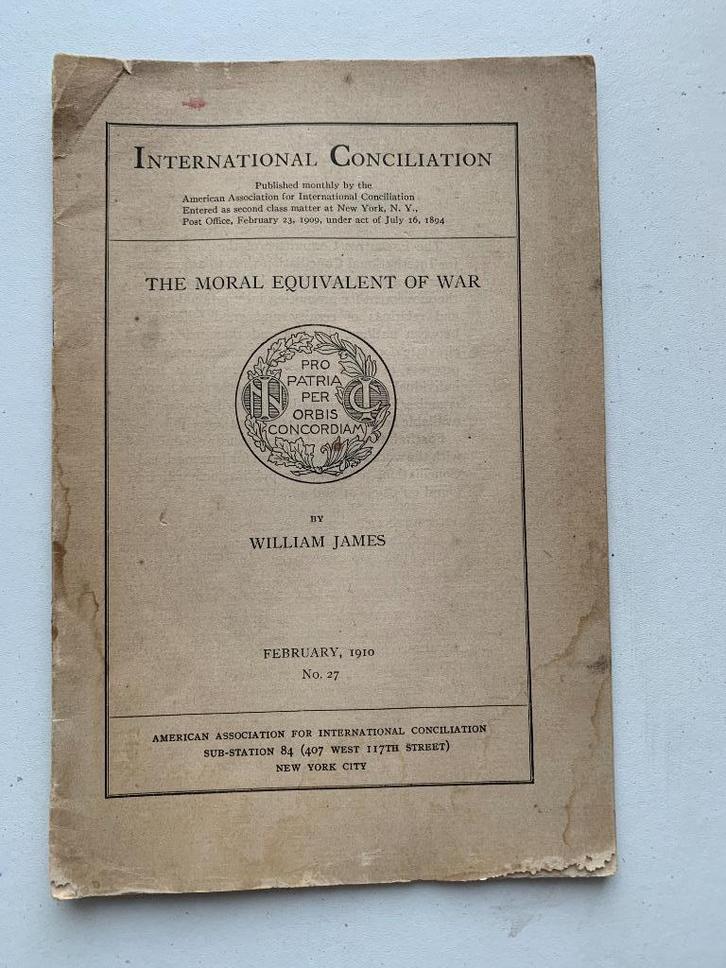 INTERNATIONAL CONCILIATION
Published monthly by the
American Association for International Conciliation
Entered as second class matter at New York, N. Y.,
Post Office, February 23, 1909, under act of July 16, 1894
THE MORAL EQUIVALENT OF WAR
PRO
PATRIA
PER
ORBIS
CONCORDIAM
IN
IC
BY
WILLIAM JAMES
FEBRUARY, 1910
No. 27
AMERICAN ASSOCIATION FOR INTERNATIONAL CONCILIATION
SUB-STATION 84 (407 WEST 117TH STREET)
NEW YORK CITY